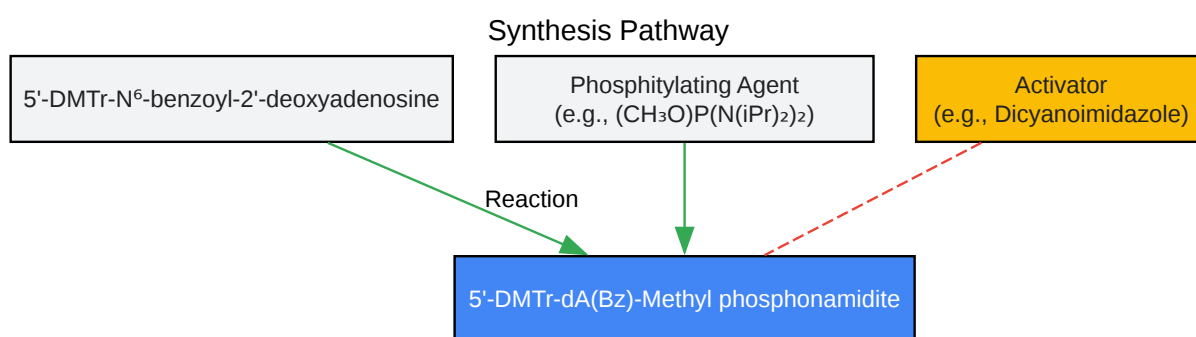 Synthesis Pathway
5'-DMTr-N⁶-benzoyl-2'-deoxyadenosine
Phosphitylating Agent
(e.g., (CH₃O)P(N(iPr)₂)₂)
Activator
(e.g., Dicyanoimidazole)
Reaction
5'-DMTr-dA(Bz)-Methyl phosphonamidite